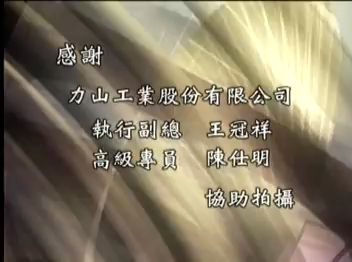 感謝
力山工業股份有限公司
執行副總 王冠祥
高級專員 陳仕明
協助拍攝